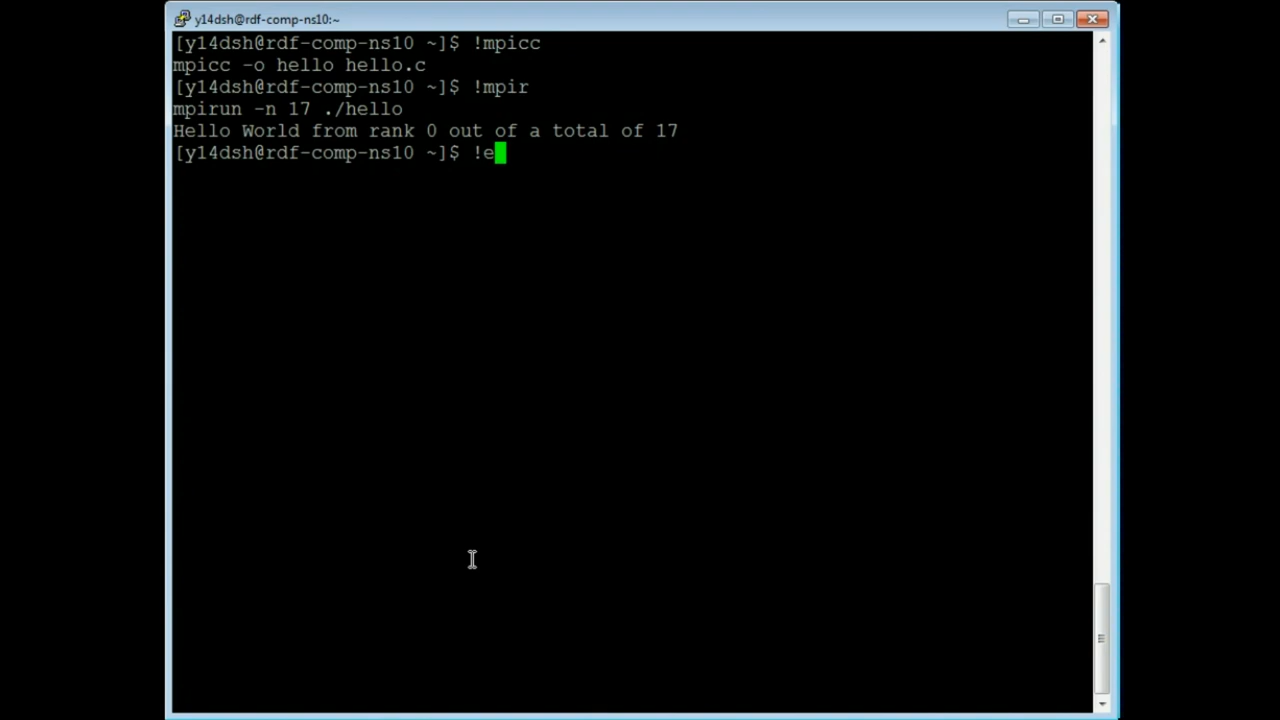 y14dsh@rdf-comp-ns10:~
[y14dsh@rdf-comp-ns10 ~]$ !mpicc
mpicc -o hello hello.c
[y14dsh@rdf-comp-ns10 ~]$ !mpir
mpirun -n 17 ./hello
Hello World from rank 0 out of a total of 17
[y14dsh@rdf-comp-ns10 ~]$ !e